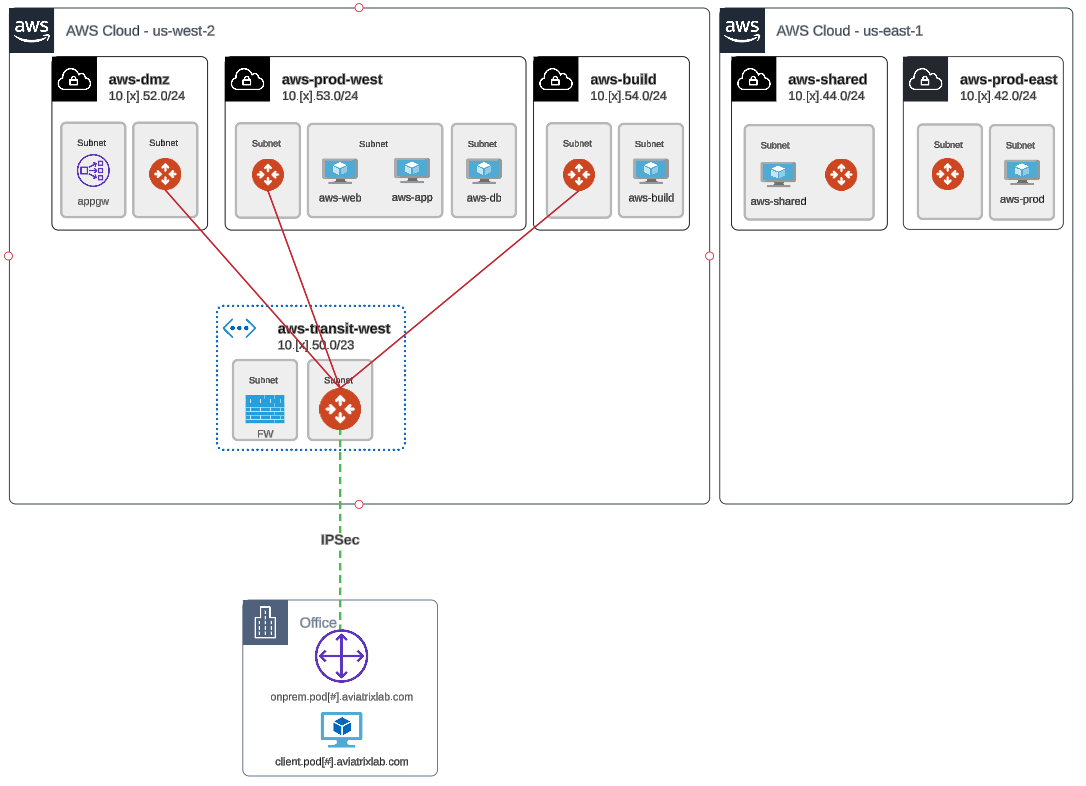 aws
AWS Cloud - us-west-2
aws-dmz
10.[x].52.0/24
Subnet
appgw
Subnet
aws-prod-west
10.[x].53.0/24
Subnet
Subnet
aws-web
aws-app
Subnet
aws-db
aws-build
10.[x].54.0/24
Subnet
Subnet
aws-build
aws-transit-west
10.[x].50.0/23
Subnet
FW
Subnet
aws
AWS Cloud - us-east-1
aws-shared
10.[x].44.0/24
Subnet
aws-shared
aws-prod-east
10.[x].42.0/24
Subnet
Subnet
aws-prod
IPSec
Office
onprem.pod[#].aviatrixlab.com
client.pod[#].aviatrixlab.com